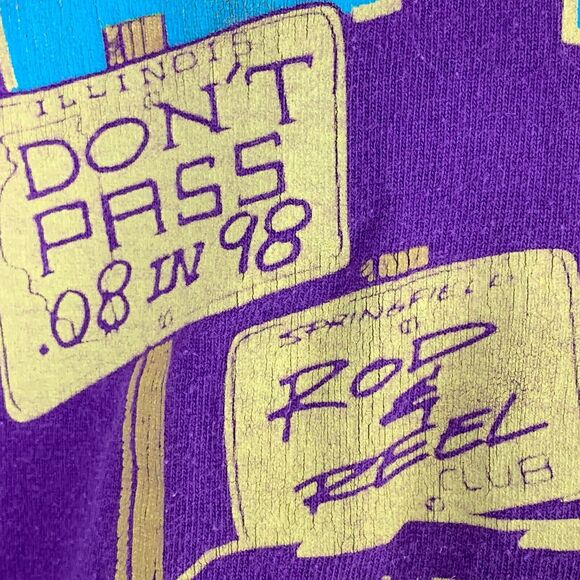 ILLINOIS
DON'T
PASS
.08 IN 98
SPRINGFIELD
ROD
&
REEL
CLUB